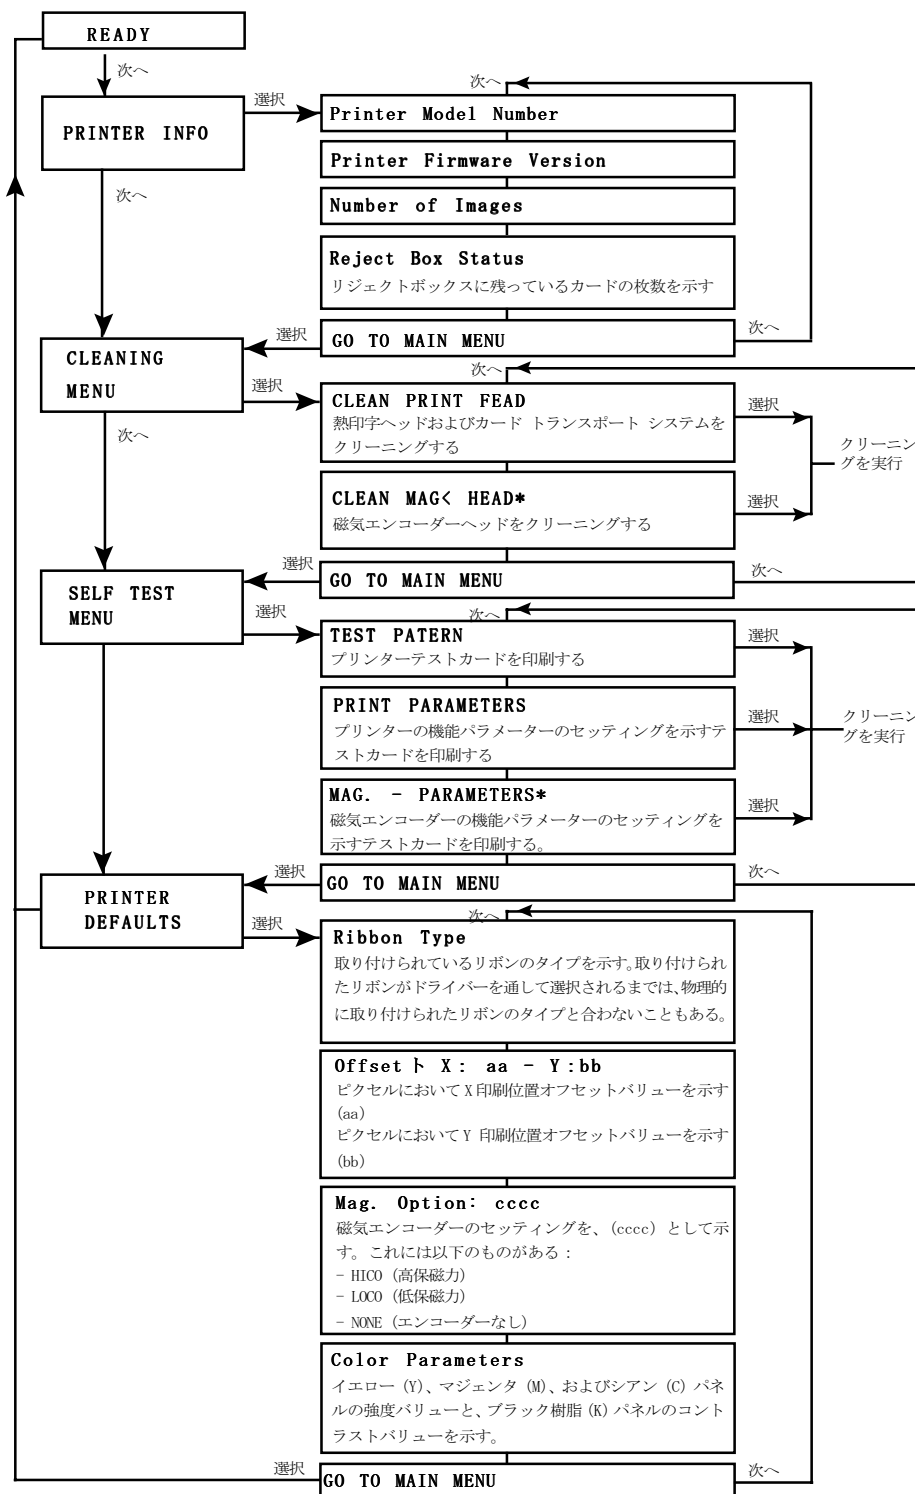 READY
次へ
PRINTER INFO
選択
次へ
Printer Model Number
Printer Firmware Version
Number of Images
Reject Box Status
リジェクトボックスに残っているカードの枚数を示す
次へ
選択
GO TO MAIN MENU
次へ
CLEANING
MENU
選択
次へ
CLEAN PRINT FEAD
熱印字ヘッドおよびカード トランスポート システムを
クリーニングする
選択
クリーニン
グを実行
次へ
CLEAN MAG< HEAD*
磁気エンコーダーヘッドをクリーニングする
選択
選択
GO TO MAIN MENU
次へ
SELF TEST
MENU
選択
次へ
TEST PATERN
プリンターテストカードを印刷する
選択
PRINT PARAMETERS
プリンターの機能パラメーターのセッティングを示すテ
ストカードを印刷する
選択
クリーニン
グを実行
MAG. - PARAMETERS*
磁気エンコーダーの機能パラメーターのセッティングを
示すテストカードを印刷する。
選択
選択
GO TO MAIN MENU
次へ
PRINTER
DEFAULTS
選択
次へ
Ribbon Type
取り付けられているリボンのタイプを示す。取り付けられ
たリボンがドライバーを通して選択されるまでは、物理的
に取り付けられたリボンのタイプと合わないこともある。
Offsetト X: aa - Y:bb
ピクセルにおいてX印刷位置オフセットバリューを示す
(aa)
ピクセルにおいてY 印刷位置オフセットバリューを示す
(bb)
Mag. Option: cccc
磁気エンコーダーのセッティングを、(cccc) として示
す。これには以下のものがある:
- HICO (高保磁力)
- LOCO (低保磁力)
- NONE (エンコーダーなし)
Color Parameters
イエロー (Y)、マジェンタ (M)、およびシアン (C) パネ
ルの強度バリューと、ブラック樹脂 (K) パネルのコント
ラストバリューを示す。
選択
GO TO MAIN MENU
次へ